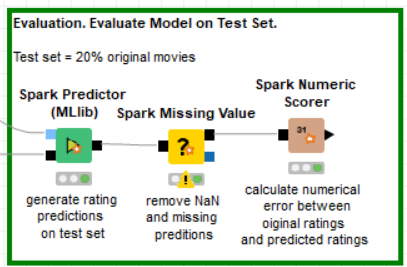 Evaluation. Evaluate Model on Test Set.
Test set = 20% original movies
Spark Predictor
(MLlib)
Spark Missing Value
Spark Numeric
Scorer
?
31
generate rating
predictions
on test set
remove NaN
and missing
preditions
calculate numerical
error between
oiginal ratings
and predicted ratings